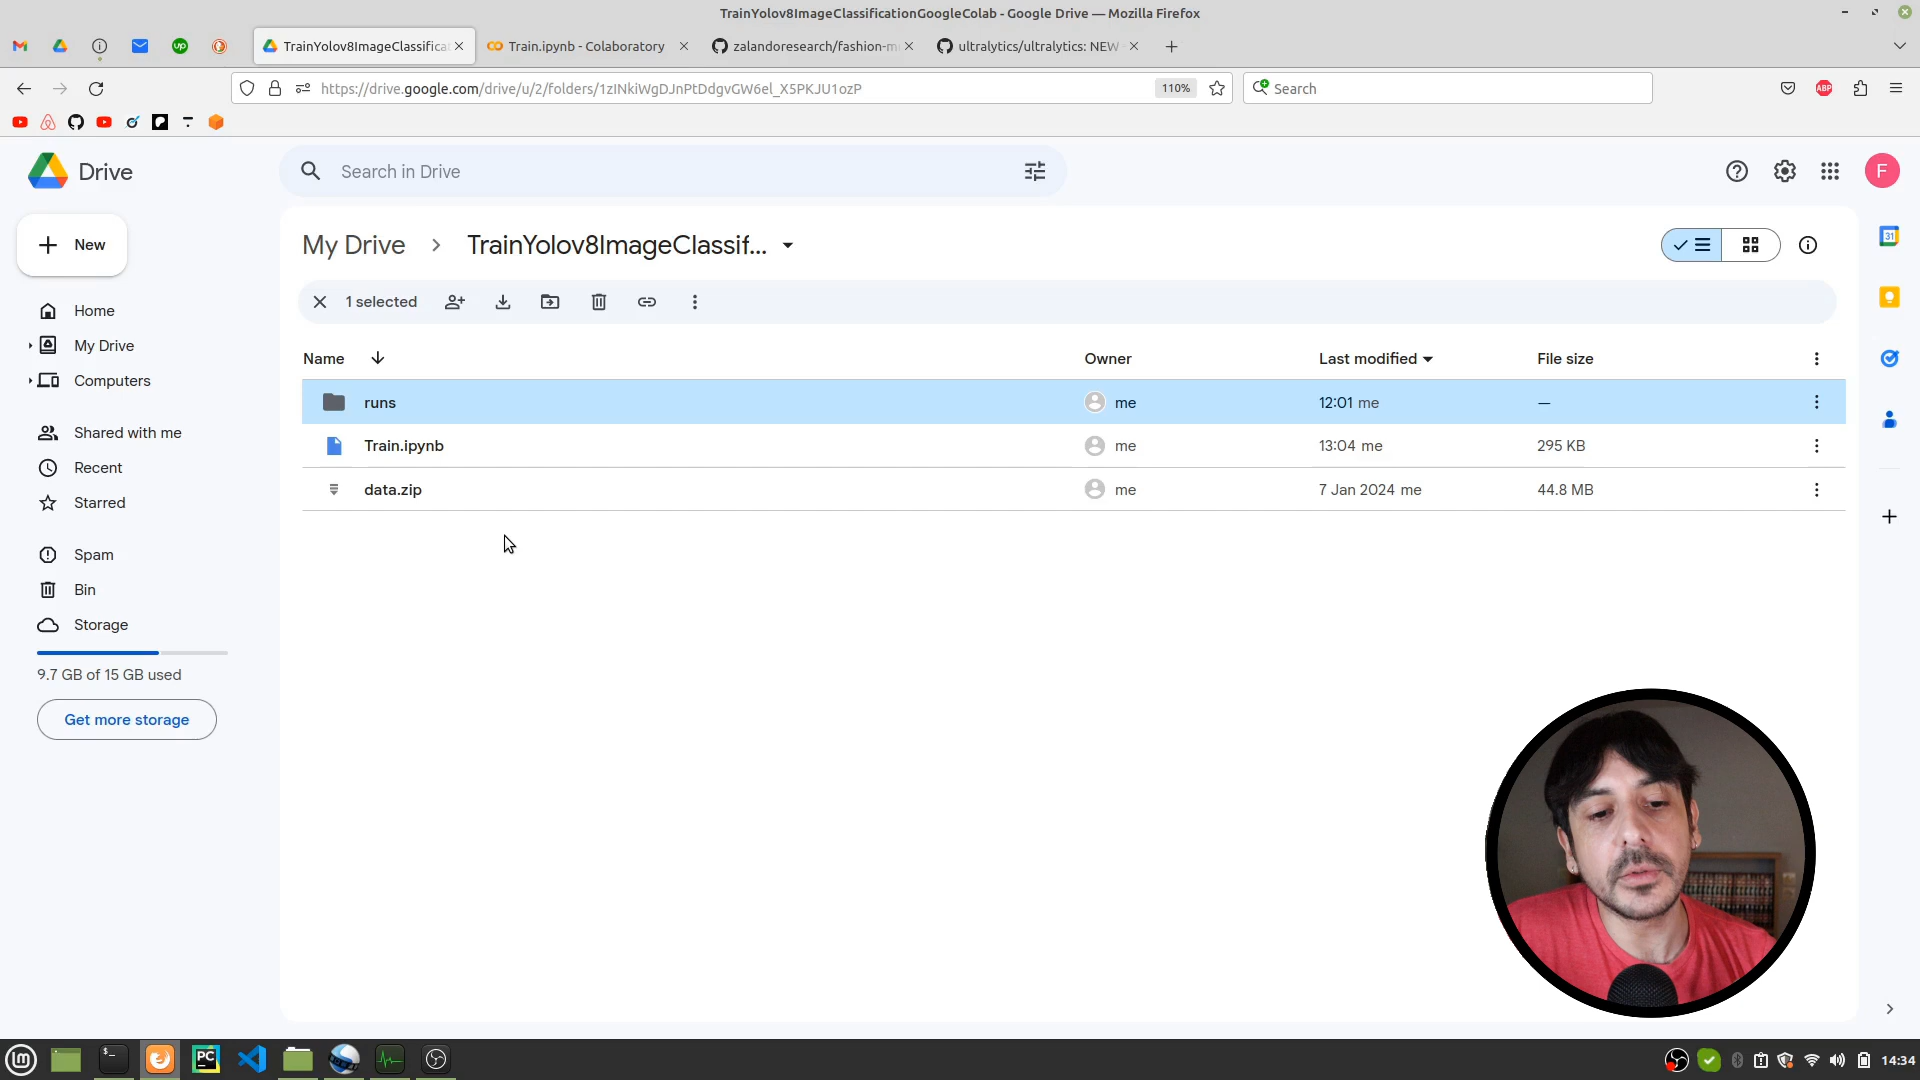 TrainYolov8ImageClassificationGoogleColab - Google Drive — Mozilla Firefox
TrainYolov8ImageClassifica
Train.ipynb - Colaboratory
zalandoresearch/fashion-m
ultralytics/ultralytics: NEW
https://drive.google.com/drive/u/2/folders/1zINkiWgDJnPtDdgvGW6el_X5PKJU1ozP
110%
Search
ABP
Drive
Search in Drive
F
New
My Drive
TrainYolov8ImageClassif...
31
1 selected
Home
My Drive
Computers
Name
Owner
Last modified
File size
runs
me
12:01 me
—
Train.ipynb
me
13:04 me
295 KB
data.zip
me
7 Jan 2024 me
44.8 MB
Shared with me
Recent
Starred
Spam
Bin
Storage
9.7 GB of 15 GB used
Get more storage
PC
14:34